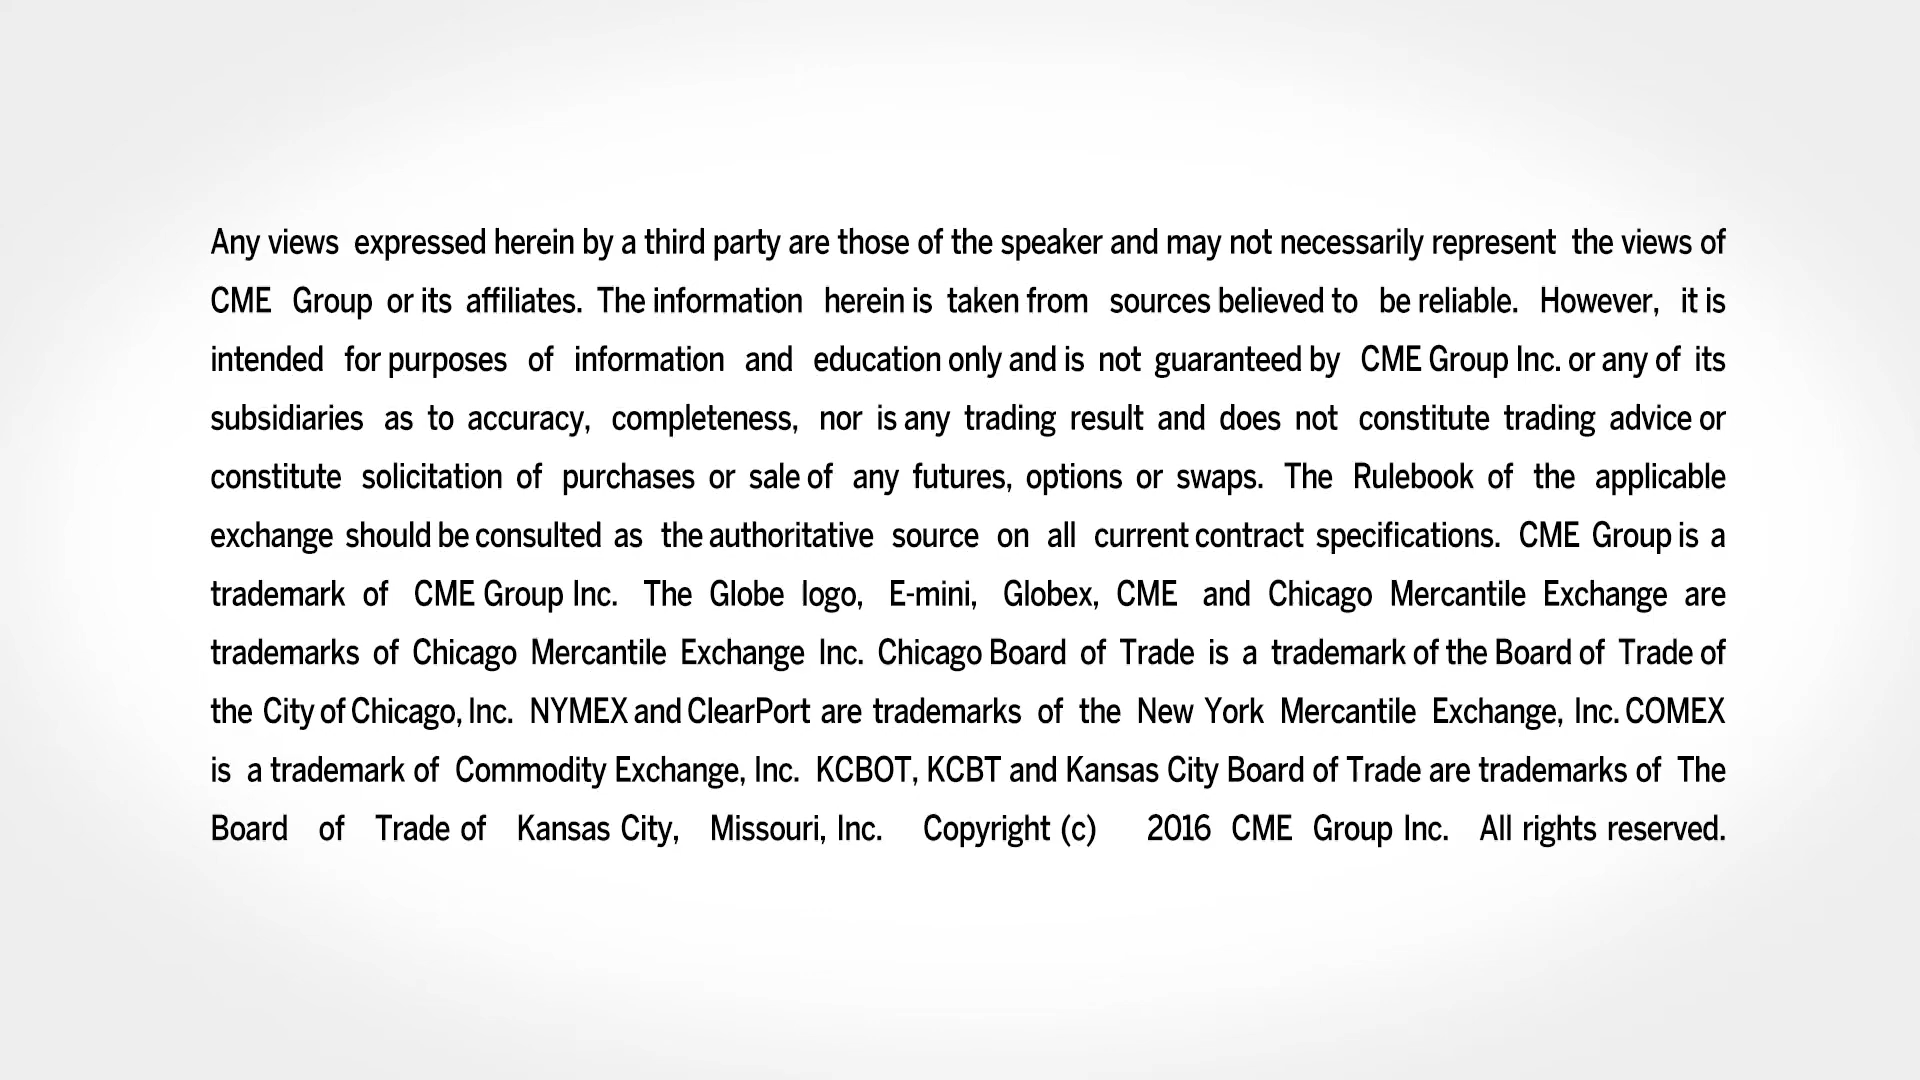 Any views expressed herein by a third party are those of the speaker and may not necessarily represent the views of
CME Group or its affiliates. The information herein is taken from sources believed to be reliable. However, it is
intended for purposes of information and education only and is not guaranteed by CME Group Inc. or any of its
subsidiaries as to accuracy, completeness, nor is any trading result and does not constitute trading advice or
constitute solicitation of purchases or sale of any futures, options or swaps. The Rulebook of the applicable
exchange should be consulted as the authoritative source on all current contract specifications. CME Group is a
trademark of CME Group Inc. The Globe logo, E-mini, Globex, CME and Chicago Mercantile Exchange are
trademarks of Chicago Mercantile Exchange Inc. Chicago Board of Trade is a trademark of the Board of Trade of
the City of Chicago, Inc. NYMEX and ClearPort are trademarks of the New York Mercantile Exchange, Inc. COMEX
is a trademark of Commodity Exchange, Inc. KCBOT, KCBT and Kansas City Board of Trade are trademarks of The
Board of Trade of Kansas City, Missouri, Inc. Copyright (c) 2016 CME Group Inc. All rights reserved.